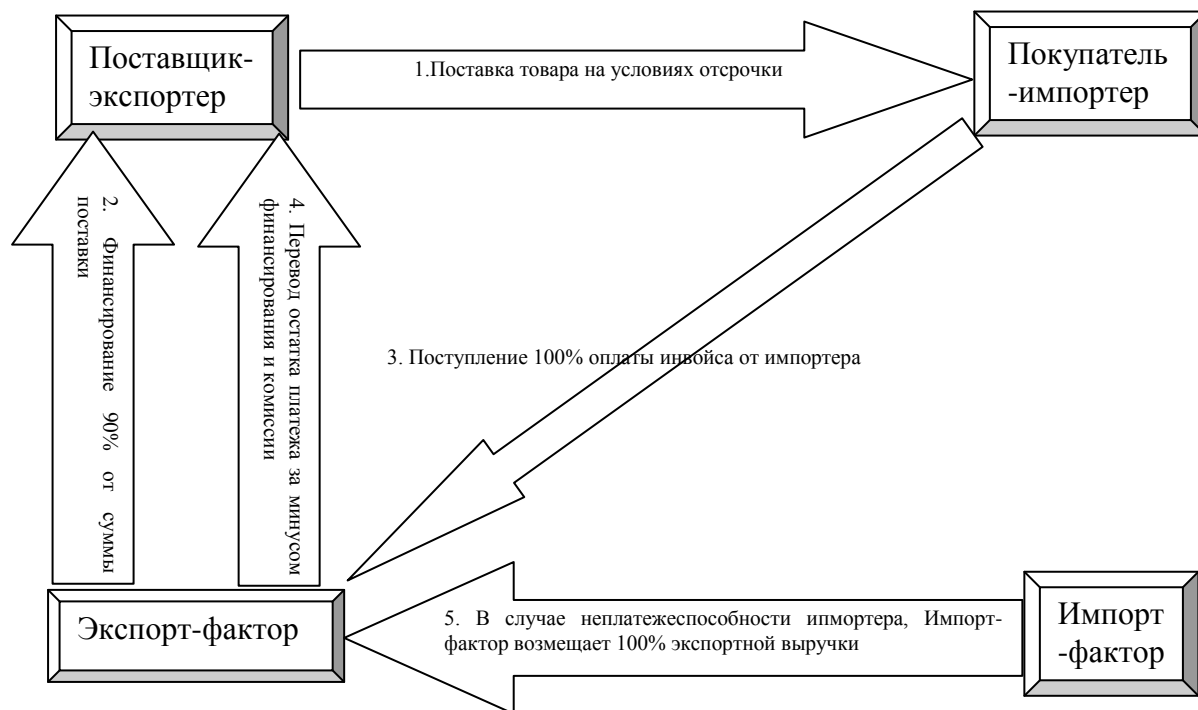 Поставщик-
экспортер
1.Поставка товара на условиях отсрочки
Покупатель
-импортер
2. Финансирование 90% от суммы
поставки
4. Перевод остатка платежа за минусом
финансирования и комиссии
3. Поступление 100% оплаты инвойса от импортера
Экспорт-фактор
5. В случае неплатежеспособности ипмортера, Импорт-
фактор возмещает 100% экспортной выручки
Импорт
-фактор